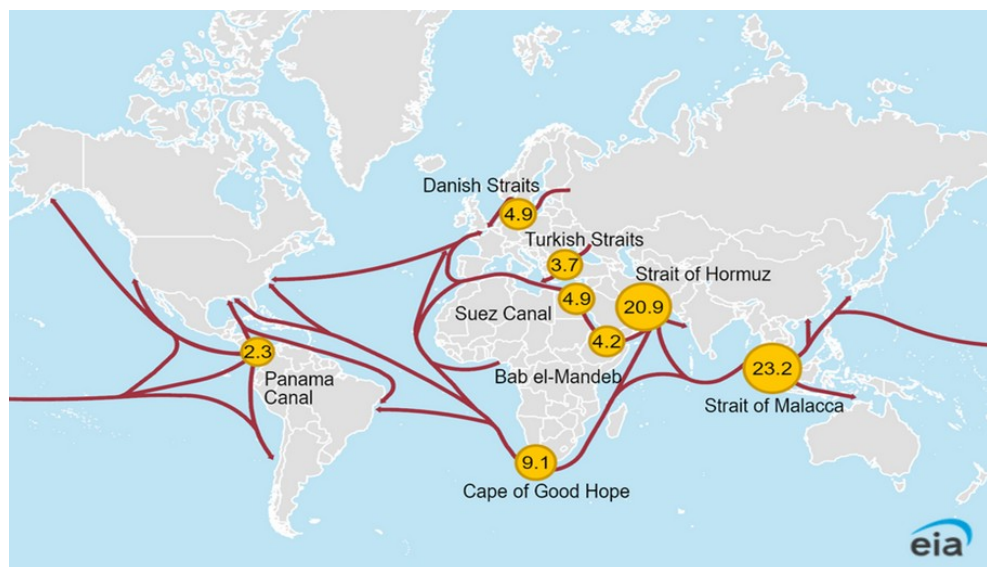 Danish Straits
4.9
Turkish Straits
3.7
Strait of Hormuz
20.9
Suez Canal
4.9
4.2
Bab el-Mandeb
2.3
Panama
Canal
23.2
Strait of Malacca
9.1
Cape of Good Hope
eia